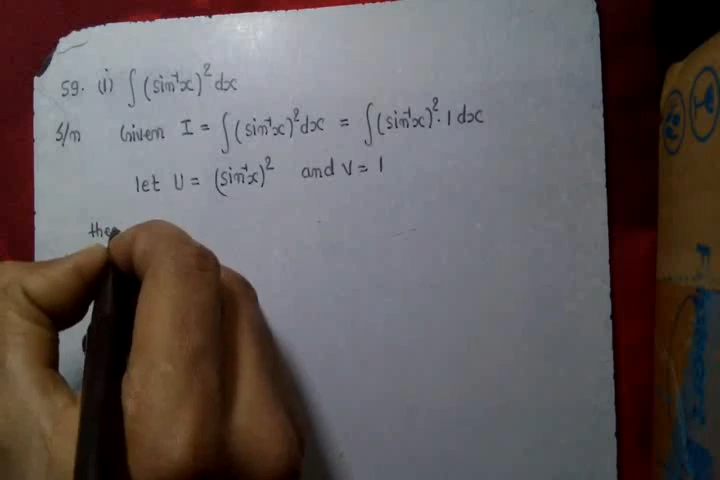 59. (i) ∫(sin⁻¹x)² dx
S/n Given I = ∫(sin⁻¹x)² dx = ∫(sin⁻¹x)². 1 dx
let U = (sin⁻¹x)² and V = 1